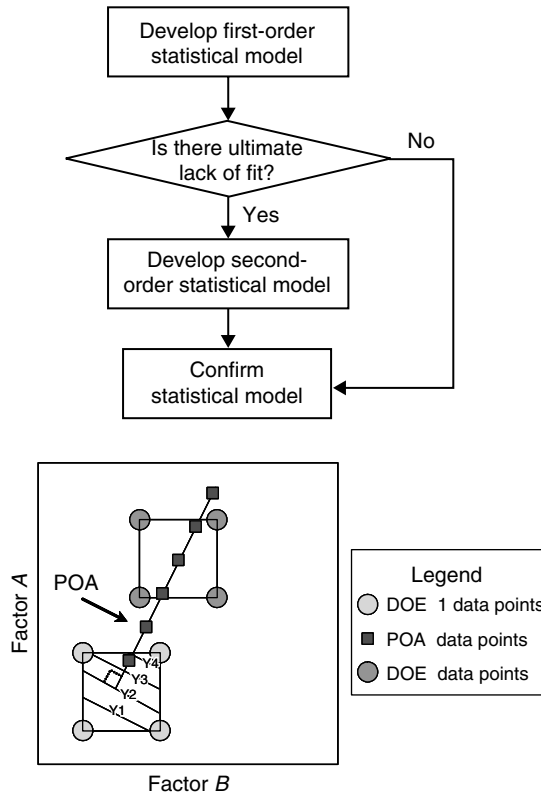 Develop first-order
statistical model
Is there ultimate
lack of fit?
No
Yes
Develop second-
order statistical model
Confirm
statistical model
POA
Factor A
Y4
Y3
Y2
Y1
Factor B
Legend
DOE 1 data points
POA data points
DOE data points